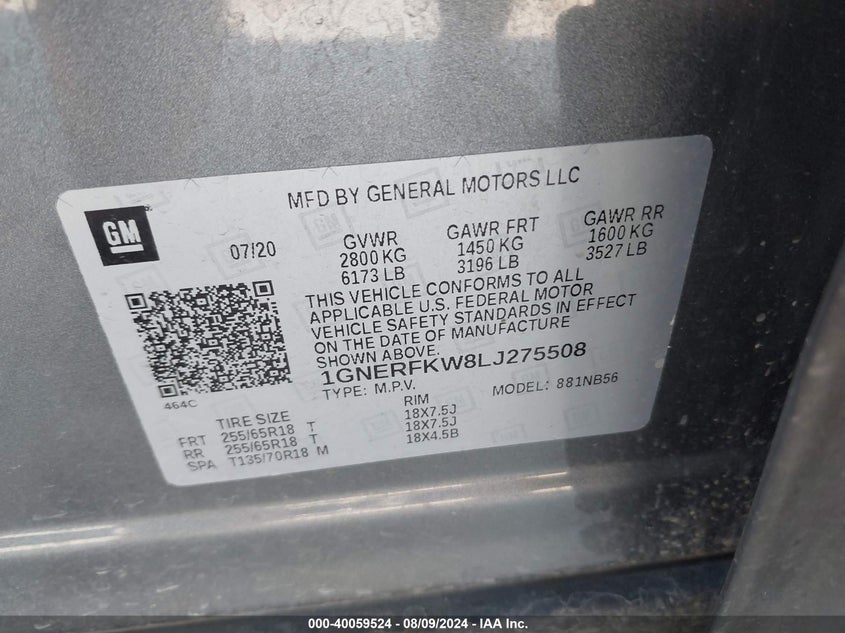 MFD BY GENERAL MOTORS LLC
GM
07/20
GVWR GAWR FRT GAWR RR
2800 KG 1450 KG 1600 KG
6173 LB 3196 LB 3527 LB
THIS VEHICLE CONFORMS TO ALL
APPLICABLE U.S. FEDERAL MOTOR
VEHICLE SAFETY STANDARDS IN EFFECT
ON THE DATE OF MANUFACTURE
SHOWN ABOVE.
1GNERFKW8LJ275508
TYPE: M.P.V. MODEL: 881NB56
464C
TIRE SIZE RIM
FRT 255/65R18 T 18X7.5J
RR 255/65R18 T 18X7.5J
SPA T135/70R18 M 18X4.5B
000-40059524 - 08/09/2024 - IAA Inc.